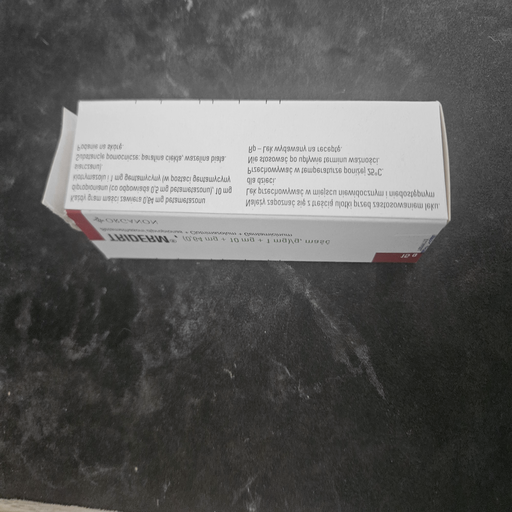 15 g
TRIDERM®, (0,64 mg + 10 mg + 1 mg)/g, maść
ORGANON
Każdy gram maści zawiera 0,64 mg betametazonu
dipropionianu (co odpowiada 0,5 mg betametazonu), 10 mg
klotrymazolu i 1 mg gentamycyny (w postaci gentamycyny
siarczanu).
Substancje pomocnicze: parafina ciekła, wazelina biała.
Podanie na skórę.
Należy zapoznać się z treścią ulotki przed zastosowaniem leku.
Lek przechowywać w miejscu niewidocznym i niedostępnym
dla dzieci.
Przechowywać w temperaturze poniżej 25°C.
Nie stosować po upływie terminu ważności.
Rp – Lek wydawany na receptę.